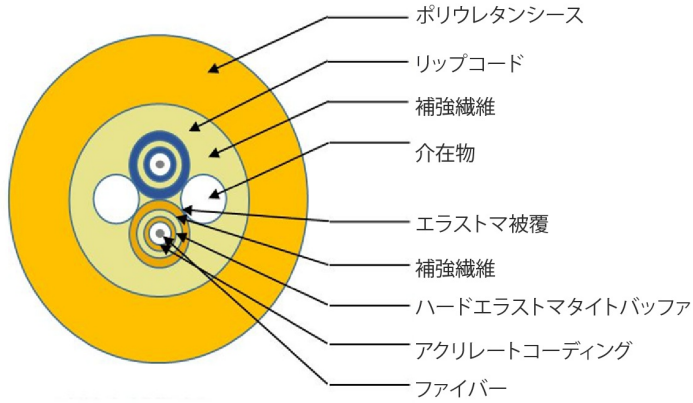 ポリウレタンシース
リップコード
補強繊維
介在物
エラストマ被覆
補強繊維
ハードエラストマタイトバッファ
アクリレートコーディング
ファイバー